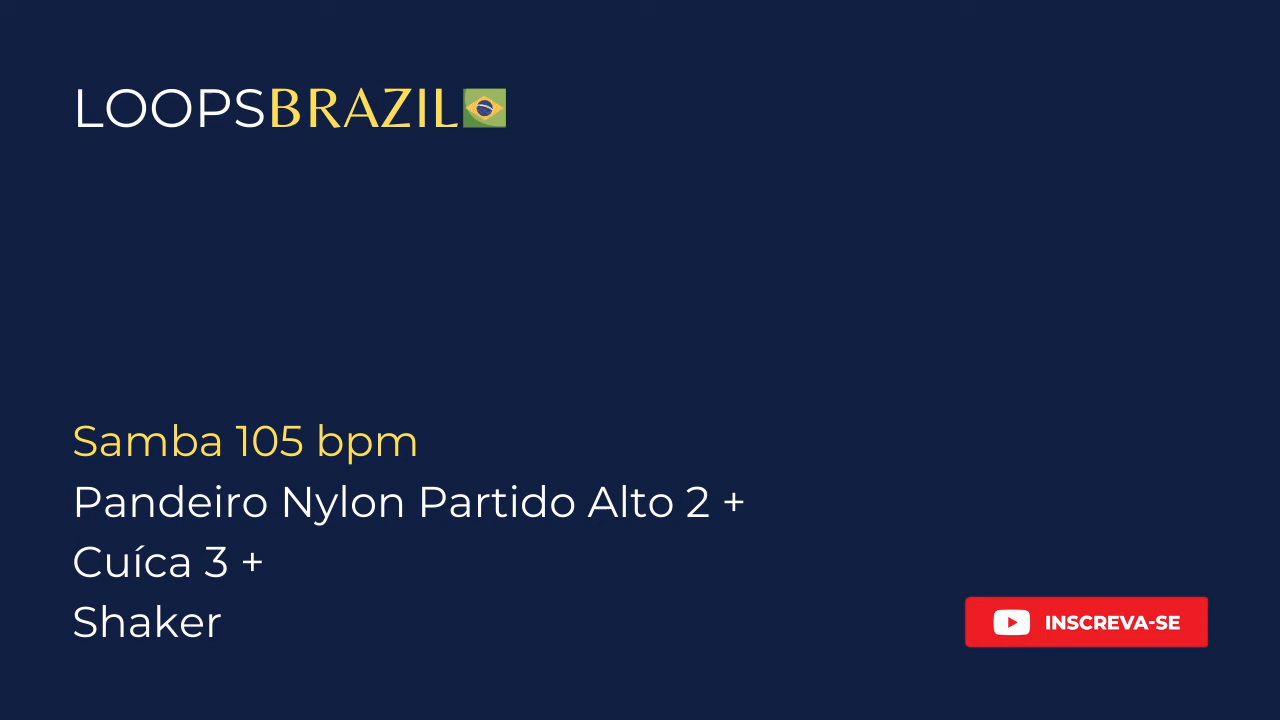 LOOPSBRAZIL
Samba 105 bpm
Pandeiro Nylon Partido Alto 2 +
Cuíca 3 +
Shaker
INSCREVA-SE